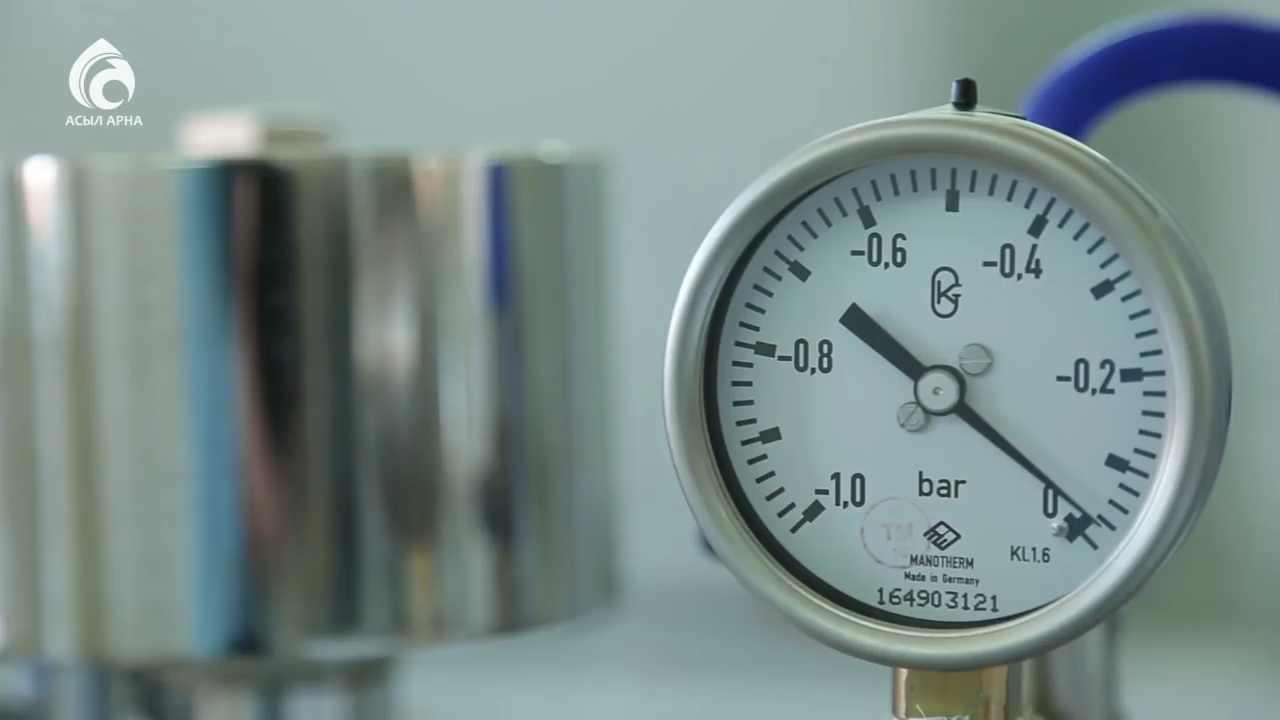 АСЫЛ АРНА
-0,6
-0,4
-0,8
-0,2
-1,0
bar
0
TM
KL1.6
MANOTHERM
Made in Germany
164903121